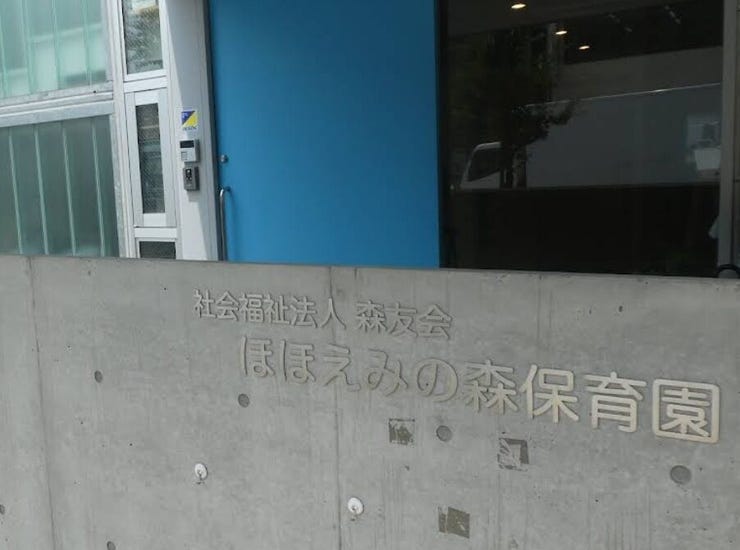 社会福祉法人 森友会
ほほえみの森保育園